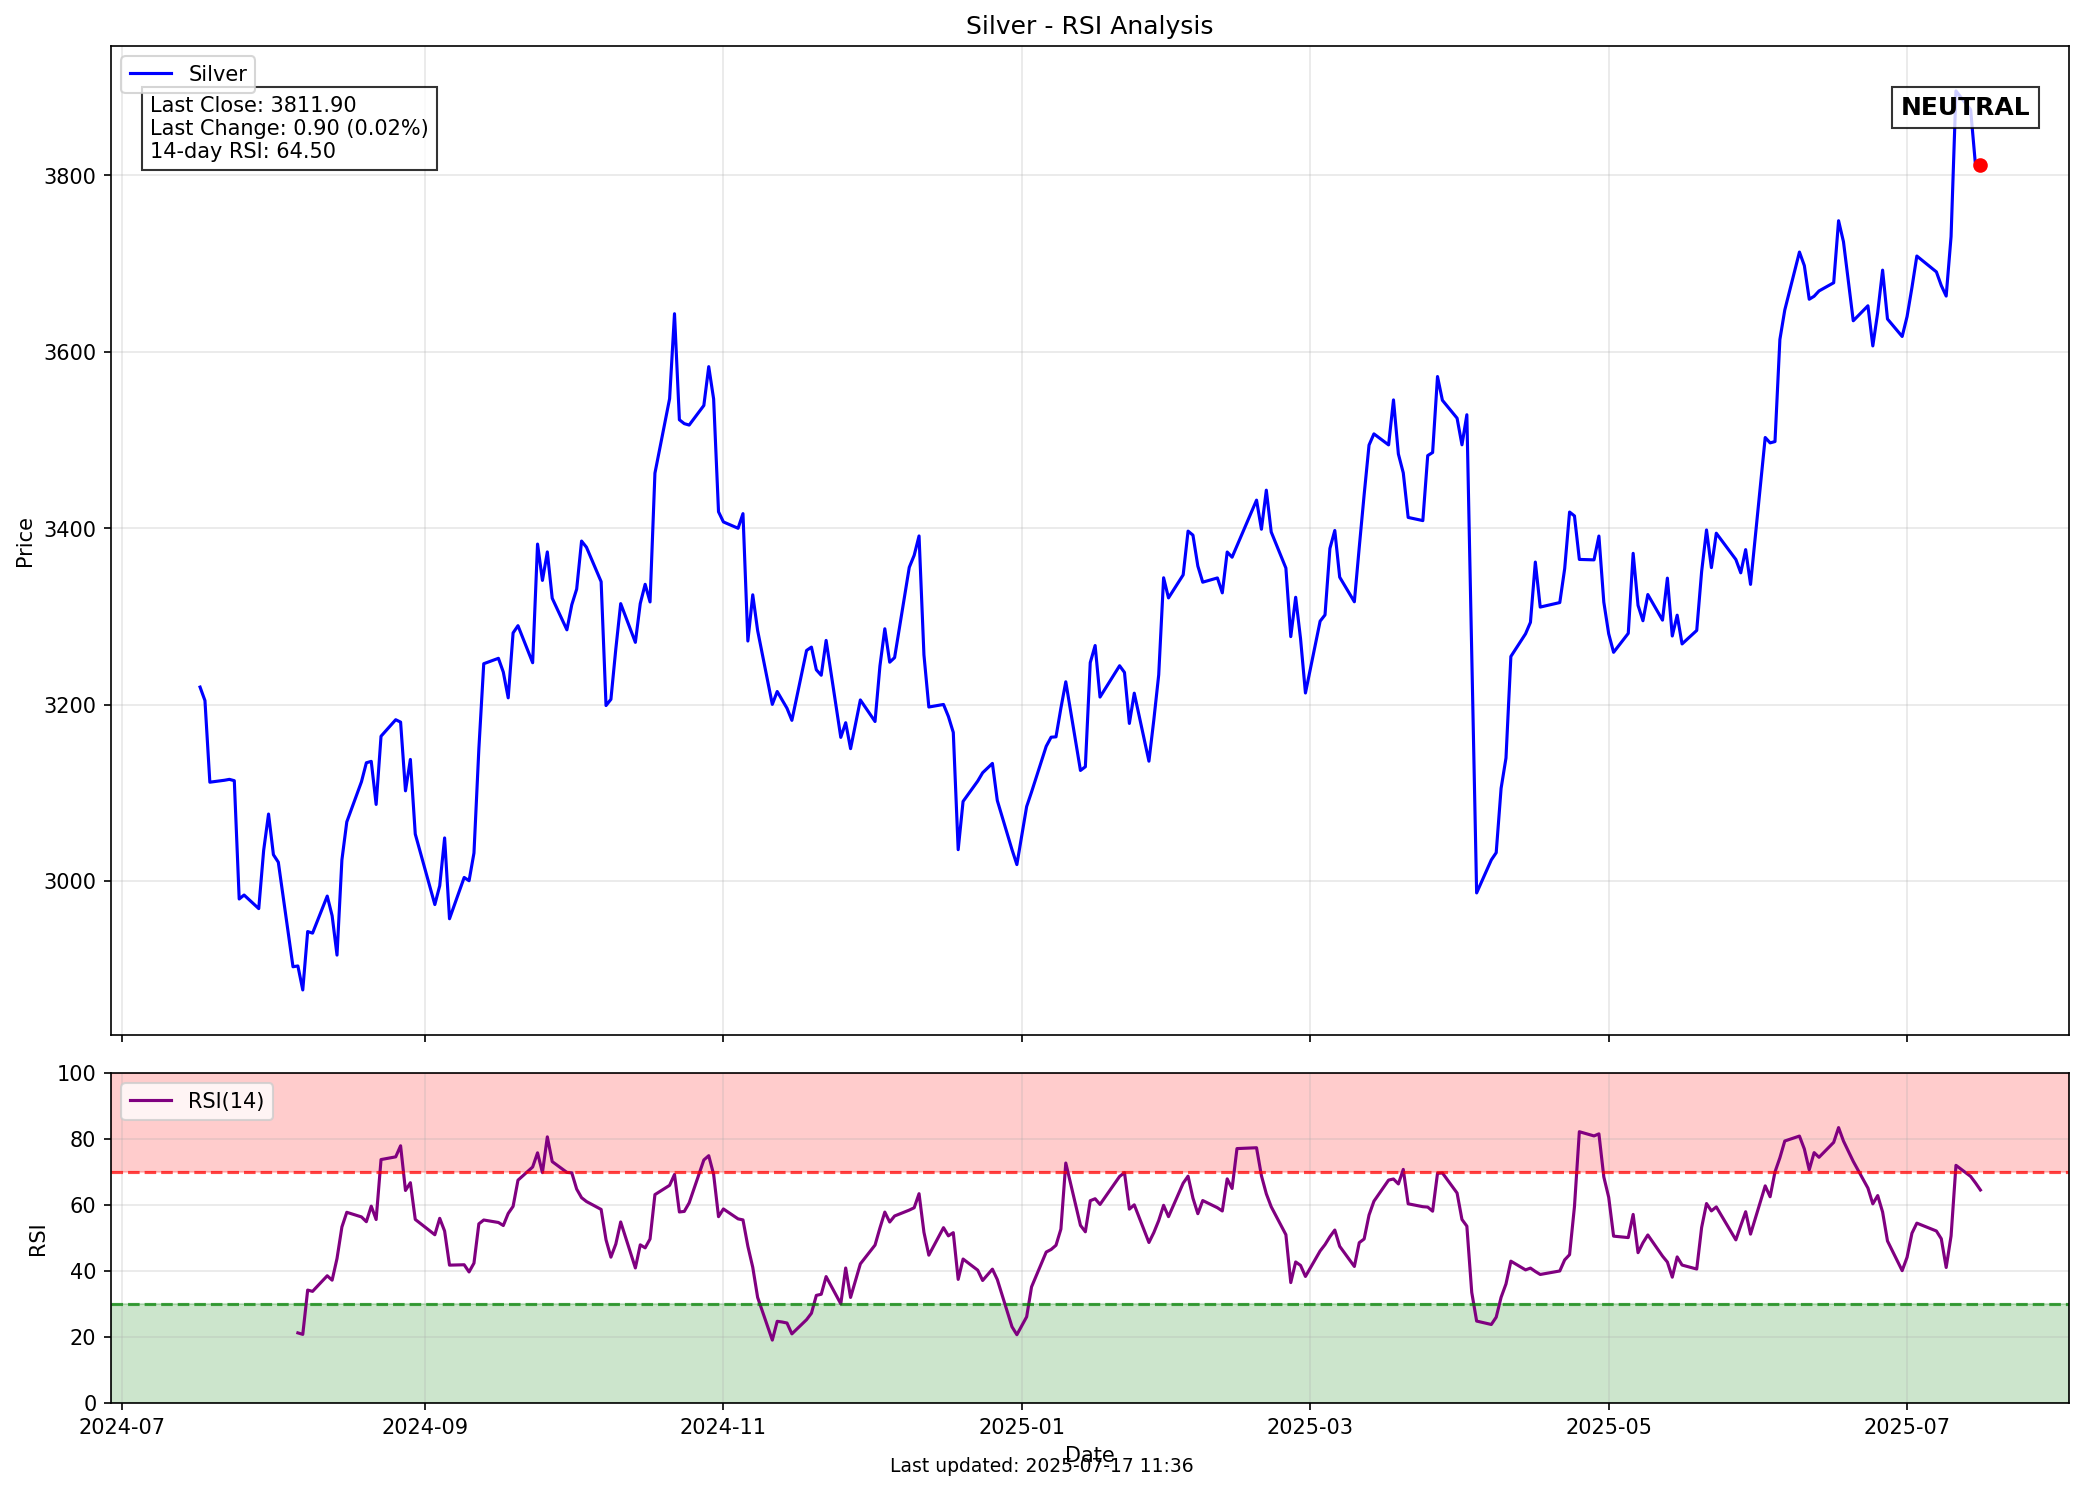 Silver - RSI Analysis
Silver
Last Close: 3811.90
Last Change: 0.90 (0.02%)
14-day RSI: 64.50
NEUTRAL
Price
3800
3600
3400
3200
3000
RSI(14)
RSI
100
80
60
40
20
0
2024-07 2024-09 2024-11 2025-01 2025-03 2025-05 2025-07
Date
Last updated: 2025-07-17 11:36